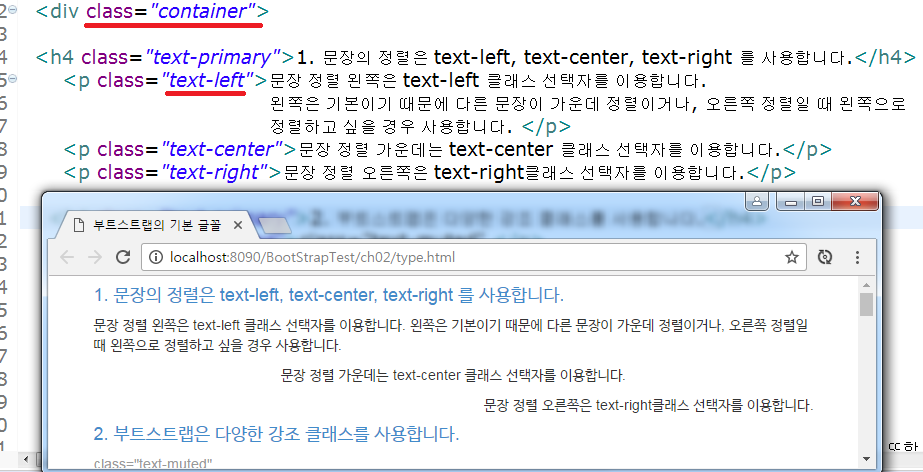 2 <div class="container">
4 <h4 class="text-primary">1. 문장의 정렬은 text-left, text-center, text-right 를 사용합니다.</h4>
5 <p class="text-left">문장 정렬 왼쪽은 text-left 클래스 선택자를 이용합니다.
6 왼쪽은 기본이기 때문에 다른 문장이 가운데 정렬이거나, 오른쪽 정렬일 때 왼쪽으로
7 정렬하고 싶을 경우 사용합니다. </p>
8 <p class="text-center">문장 정렬 가운데는 text-center 클래스 선택자를 이용합니다.</p>
9 <p class="text-right">문장 정렬 오른쪽은 text-right클래스 선택자를 이용합니다.</p>
부트스트랩의 기본 글꼴
localhost:8090/BootStrapTest/ch02/type.html
1. 문장의 정렬은 text-left, text-center, text-right 를 사용합니다.
문장 정렬 왼쪽은 text-left 클래스 선택자를 이용합니다. 왼쪽은 기본이기 때문에 다른 문장이 가운데 정렬이거나, 오른쪽 정렬일
때 왼쪽으로 정렬하고 싶을 경우 사용합니다.
문장 정렬 가운데는 text-center 클래스 선택자를 이용합니다.
문장 정렬 오른쪽은 text-right클래스 선택자를 이용합니다.
2. 부트스트랩은 다양한 강조 클래스를 사용합니다.
class="text-muted"